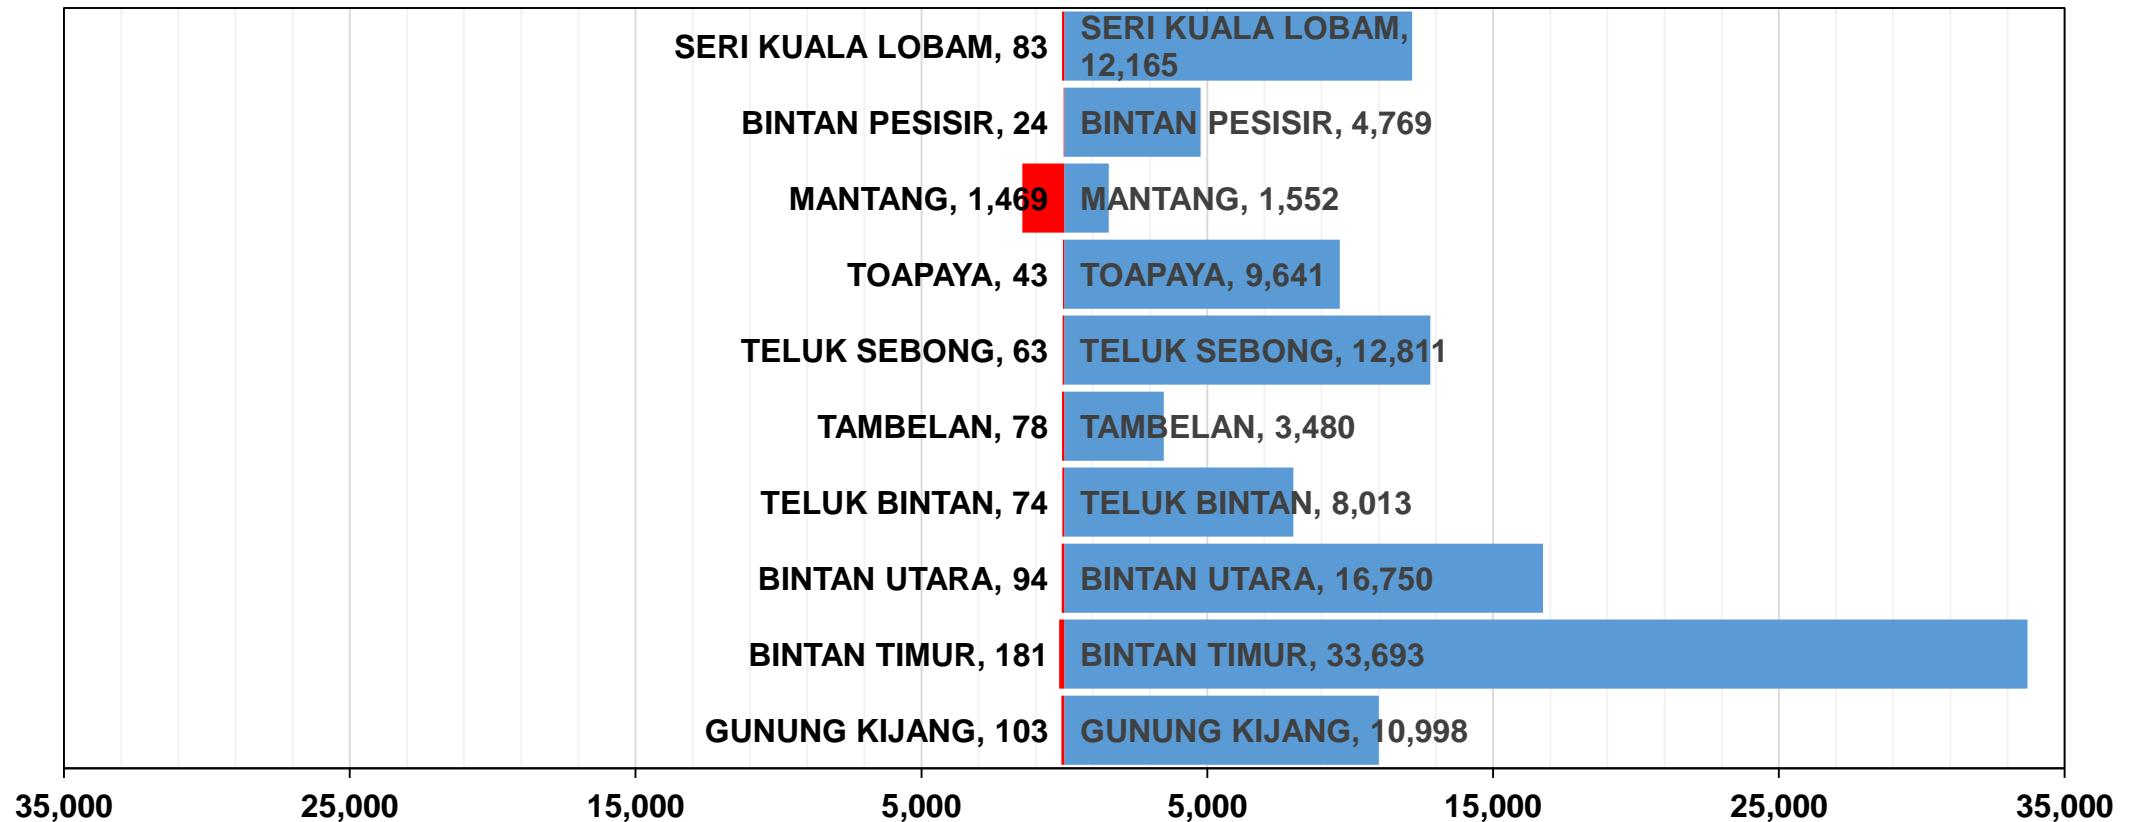 SERI KUALA LOBAM, 83
SERI KUALA LOBAM,
12,165
BINTAN PESISIR, 24
BINTAN PESISIR, 4,769
MANTANG, 1,469
MANTANG, 1,552
TOAPAYA, 43
TOAPAYA, 9,641
TELUK SEBONG, 63
TELUK SEBONG, 12,811
TAMBELAN, 78
TAMBELAN, 3,480
TELUK BINTAN, 74
TELUK BINTAN, 8,013
BINTAN UTARA, 94
BINTAN UTARA, 16,750
BINTAN TIMUR, 181
BINTAN TIMUR, 33,693
GUNUNG KIJANG, 103
GUNUNG KIJANG, 10,998
35,000 25,000 15,000 5,000 5,000 15,000 25,000 35,000